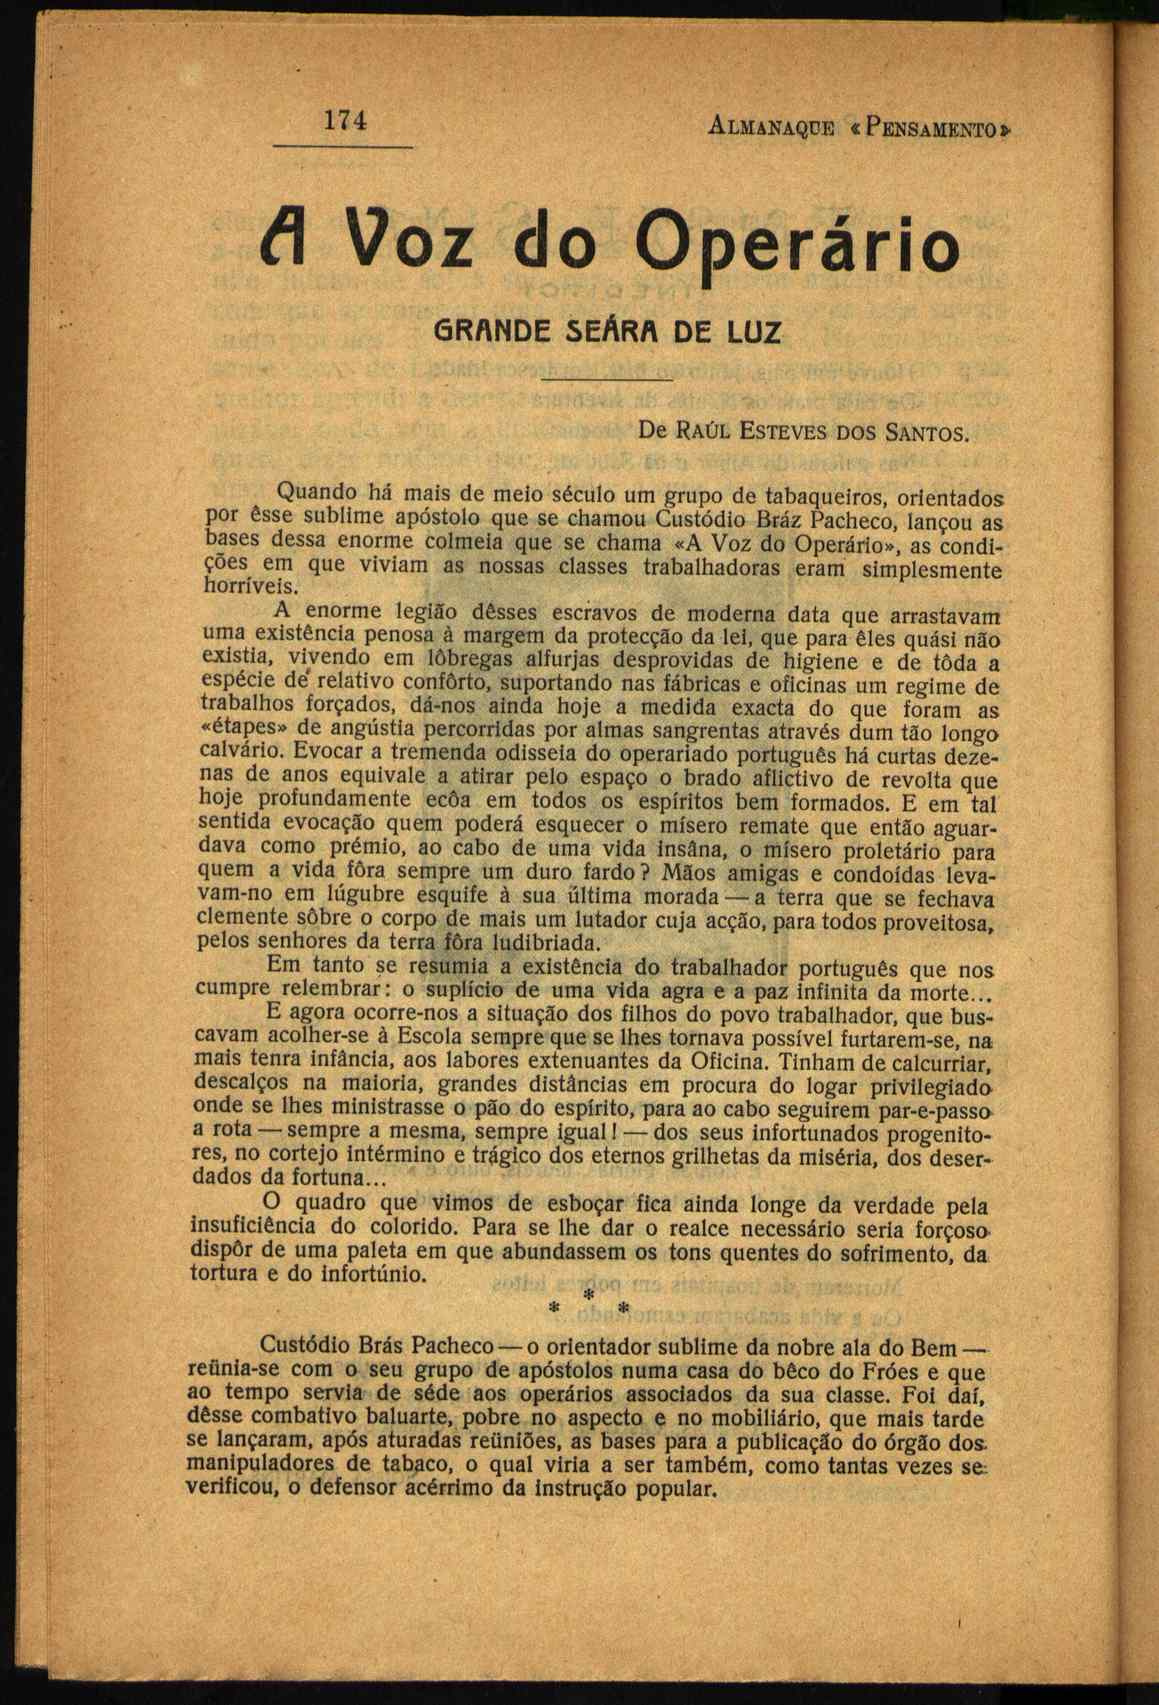 174
ALMANAQUE «PENSAMENTO»
A Voz do Operário
GRANDE SEÁRA DE LUZ
De RAÚL ESTEVES DOS SANTOS.
Quando há mais de meio século um grupo de tabaqueiros, orientados
por êsse sublime apóstolo que se chamou Custódio Bráz Pacheco, lançou as
bases dessa enorme colmeia que se chama «A Voz do Operário», as condi-
ções em que viviam as nossas classes trabalhadoras eram simplesmente
horríveis.
A enorme legião dêsses escravos de moderna data que arrastavam
uma existência penosa à margem da protecção da lei, que para êles quási não
existia, vivendo em lôbregas alfurjas desprovidas de higiene e de tôda a
espécie de relativo confôrto, suportando nas fábricas e oficinas um regime de
trabalhos forçados, dá-nos ainda hoje a medida exacta do que foram as
«étapes» de angústia percorridas por almas sangrentas através dum tão longo
calvário. Evocar a tremenda odisseia do operariado português há curtas deze-
nas de anos equivale a atirar pelo espaço o brado aflictivo de revolta que
hoje profundamente ecôa em todos os espíritos bem formados. E em tal
sentida evocação quem poderá esquecer o mísero remate que então aguar-
dava como prémio, ao cabo de uma vida insâna, o mísero proletário para
quem a vida fôra sempre um duro fardo? Mãos amigas e condoídas leva-
vam-no em lúgubre esquife à sua última morada — a terra que se fechava
clemente sôbre o corpo de mais um lutador cuja acção, para todos proveitosa,
pelos senhores da terra fôra ludibriada.
Em tanto se resumia a existência do trabalhador português que nos
cumpre relembrar: o suplício de uma vida agra e a paz infinita da morte...
E agora ocorre-nos a situação dos filhos do povo trabalhador, que bus-
cavam acolher-se à Escola sempre que se lhes tornava possível furtarem-se, na
mais tenra infância, aos labores extenuantes da Oficina. Tinham de calcurriar,
descalços na maioria, grandes distâncias em procura do logar privilegiado
onde se lhes ministrasse o pão do espírito, para ao cabo seguirem par-e-passo
a rota — sempre a mesma, sempre igual! — dos seus infortunados progenito-
res, no cortejo intérmino e trágico dos eternos grilhetas da miséria, dos deser-
dados da fortuna...
O quadro que vimos de esboçar fica ainda longe da verdade pela
insuficiência do colorido. Para se lhe dar o realce necessário seria forçoso
dispôr de uma paleta em que abundassem os tons quentes do sofrimento, da
tortura e do infortúnio.
*
* *
Custódio Brás Pacheco — o orientador sublime da nobre ala do Bem —
reünia-se com o seu grupo de apóstolos numa casa do bêco do Fróes e que
ao tempo servia de séde aos operários associados da sua classe. Foi daí,
dêsse combativo baluarte, pobre no aspecto e no mobiliário, que mais tarde
se lançaram, após aturadas reüniões, as bases para a publicação do órgão dos
manipuladores de tabaco, o qual viria a ser também, como tantas vezes se
verificou, o defensor acérrimo da instrução popular.